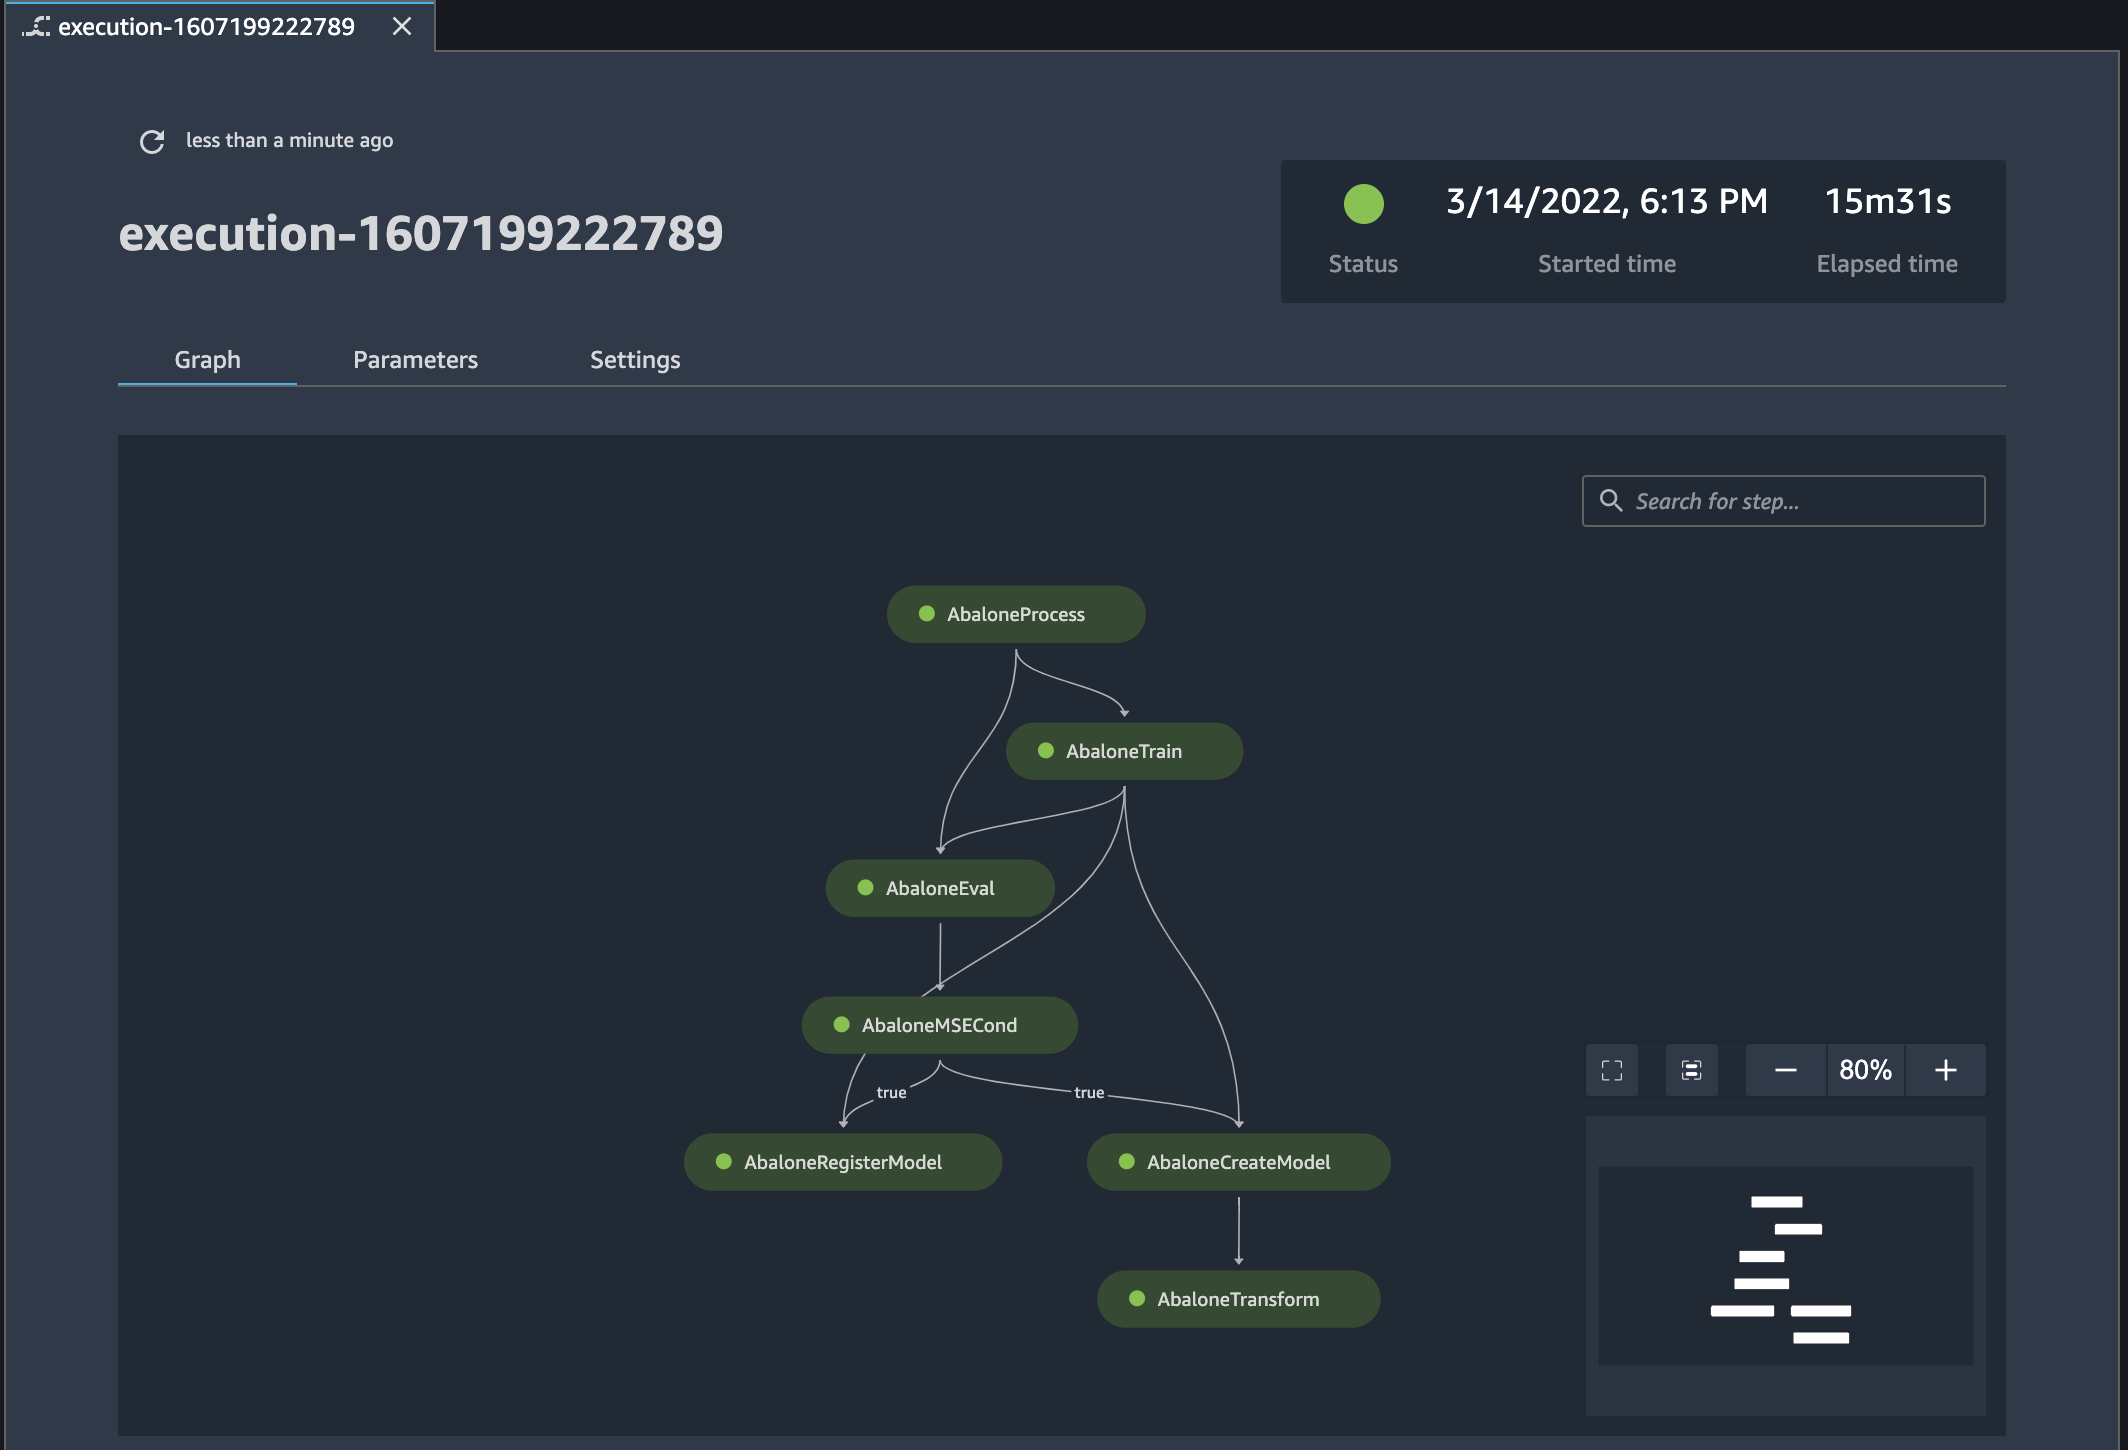 execution-1607199222789
less than a minute ago
execution-1607199222789
3/14/2022, 6:13 PM
15m31s
Status
Started time
Elapsed time
Graph
Parameters
Settings
Search for step...
AbaloneProcess
AbaloneTrain
AbaloneEval
AbaloneMSECond
true
true
80%
AbaloneRegisterModel
AbaloneCreateModel
AbaloneTransform